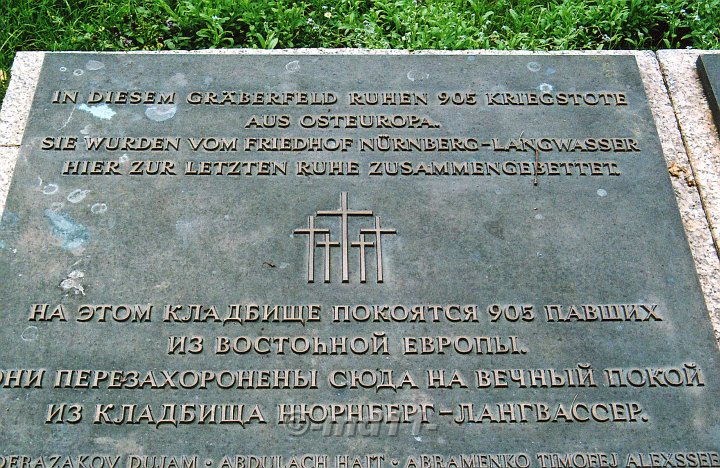 IN DIESEM GRÄBERFELD RUHEN 905 KRIEGSTOTE
AUS OSTEUROPA.
SIE WURDEN VOM FRIEDHOF NÜRNBERG-LANGWASSER
HIER ZUR LETZTEN RUHE ZUSAMMENGEBETTET.
НА ЭТОМ КЛАДБИЩЕ ПОКОЯТСЯ 905 ПАВШИХ
ИЗ ВОСТОЧНОЙ ЕВРОПЫ.
ОНИ ПЕРЕЗАХОРОНЕНЫ СЮДА НА ВЕЧНЫЙ ПОКОЙ
ИЗ КЛАДБИЩА НЮРНБЕРГ-ЛАНГВАССЕР.
DERAZAKOV DUJAM · ABDULACH HAIT · ABRAMENKO TIMOFEJ